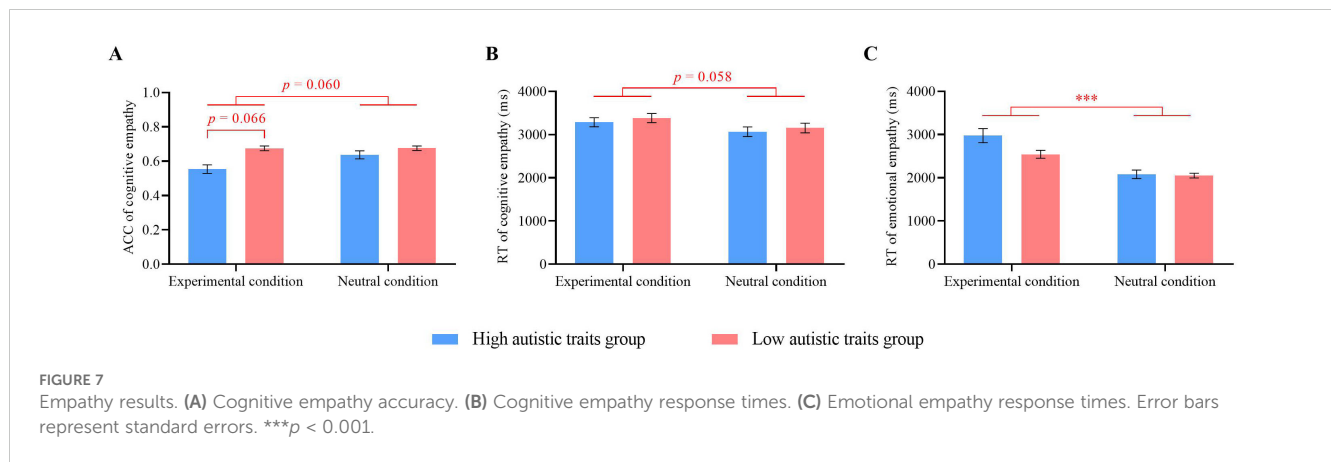 A
p = 0.060
p = 0.066
1.0
0.8
0.6
0.4
0.2
0.0
ACC of cognitive empathy
Experimental condition
Neutral condition
B
p = 0.058
4000
3000
2000
1000
0
RT of cognitive empathy (ms)
Experimental condition
Neutral condition
C
***
4000
3000
2000
1000
0
RT of emotional empathy (ms)
Experimental condition
Neutral condition
High autistic traits group
Low autistic traits group
FIGURE 7
Empathy results. (A) Cognitive empathy accuracy. (B) Cognitive empathy response times. (C) Emotional empathy response times. Error bars
represent standard errors. ***p < 0.001.